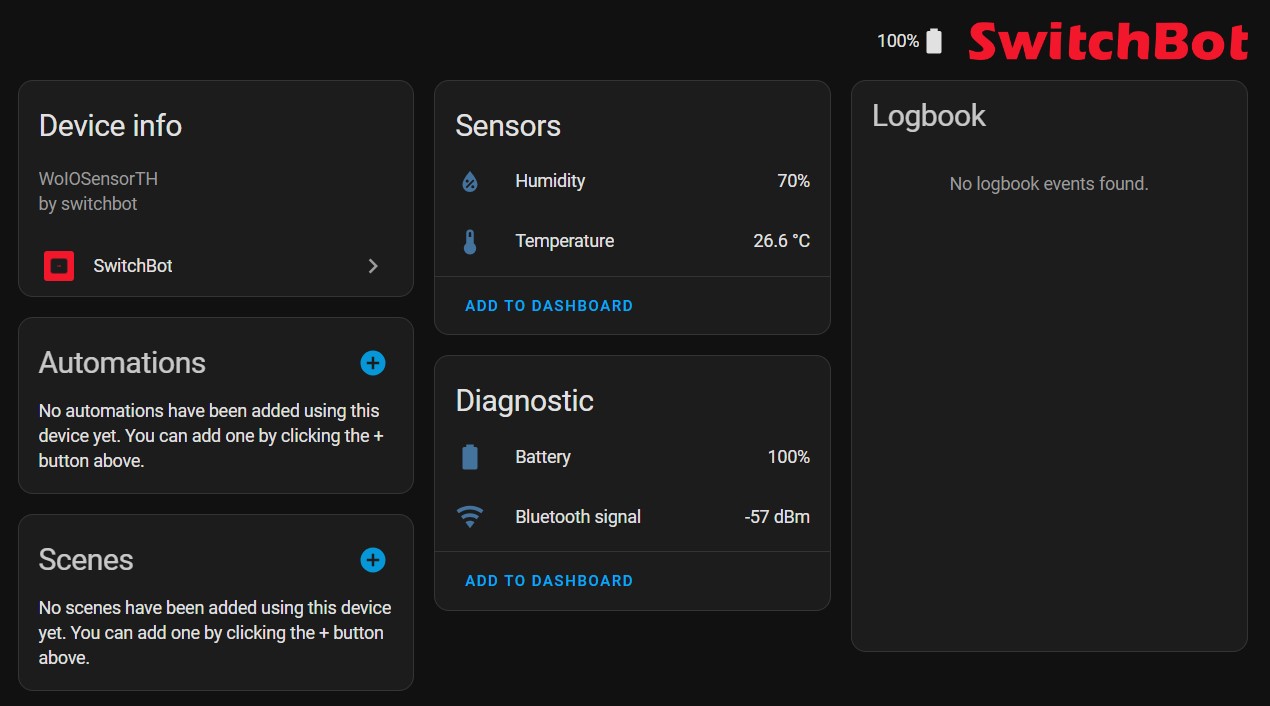 100%
SwitchBot
Device info
WoIOSensorTH
by switchbot
SwitchBot
Automations
No automations have been added using this
device yet. You can add one by clicking the +
button above.
Scenes
No scenes have been added using this device
yet. You can add one by clicking the + button
above.
Sensors
Humidity 70%
Temperature 26.6 °C
ADD TO DASHBOARD
Diagnostic
Battery 100%
Bluetooth signal -57 dBm
ADD TO DASHBOARD
Logbook
No logbook events found.